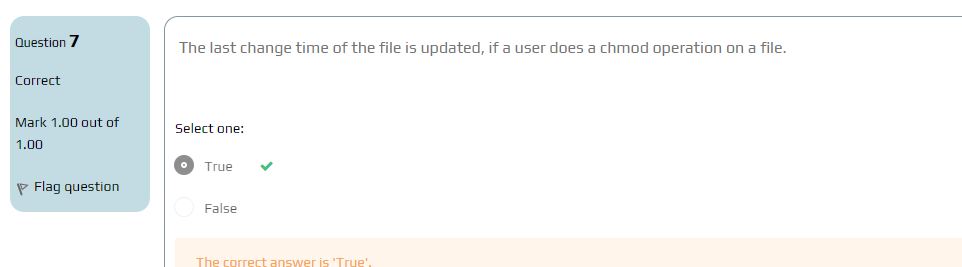 Question 7
Correct
Mark 1.00 out of
1.00
Flag question
The last change time of the file is updated, if a user does a chmod operation on a file.
Select one:
True
False
The correct answer is 'True'.